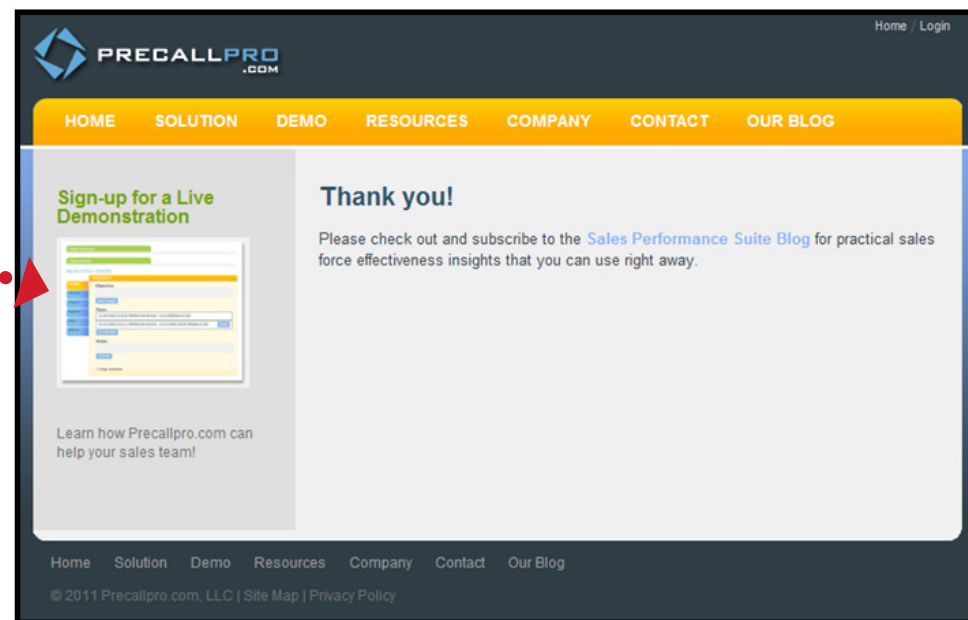 Home / Login
PRECALLPRO
.COM
HOME SOLUTION DEMO RESOURCES COMPANY CONTACT OUR BLOG
Sign-up for a Live
Demonstration
Learn how Precallpro.com can
help your sales team!
Thank you!
Please check out and subscribe to the Sales Performance Suite Blog for practical sales
force effectiveness insights that you can use right away.
Home Solution Demo Resources Company Contact Our Blog
© 2011 Precallpro.com, LLC | Site Map | Privacy Policy